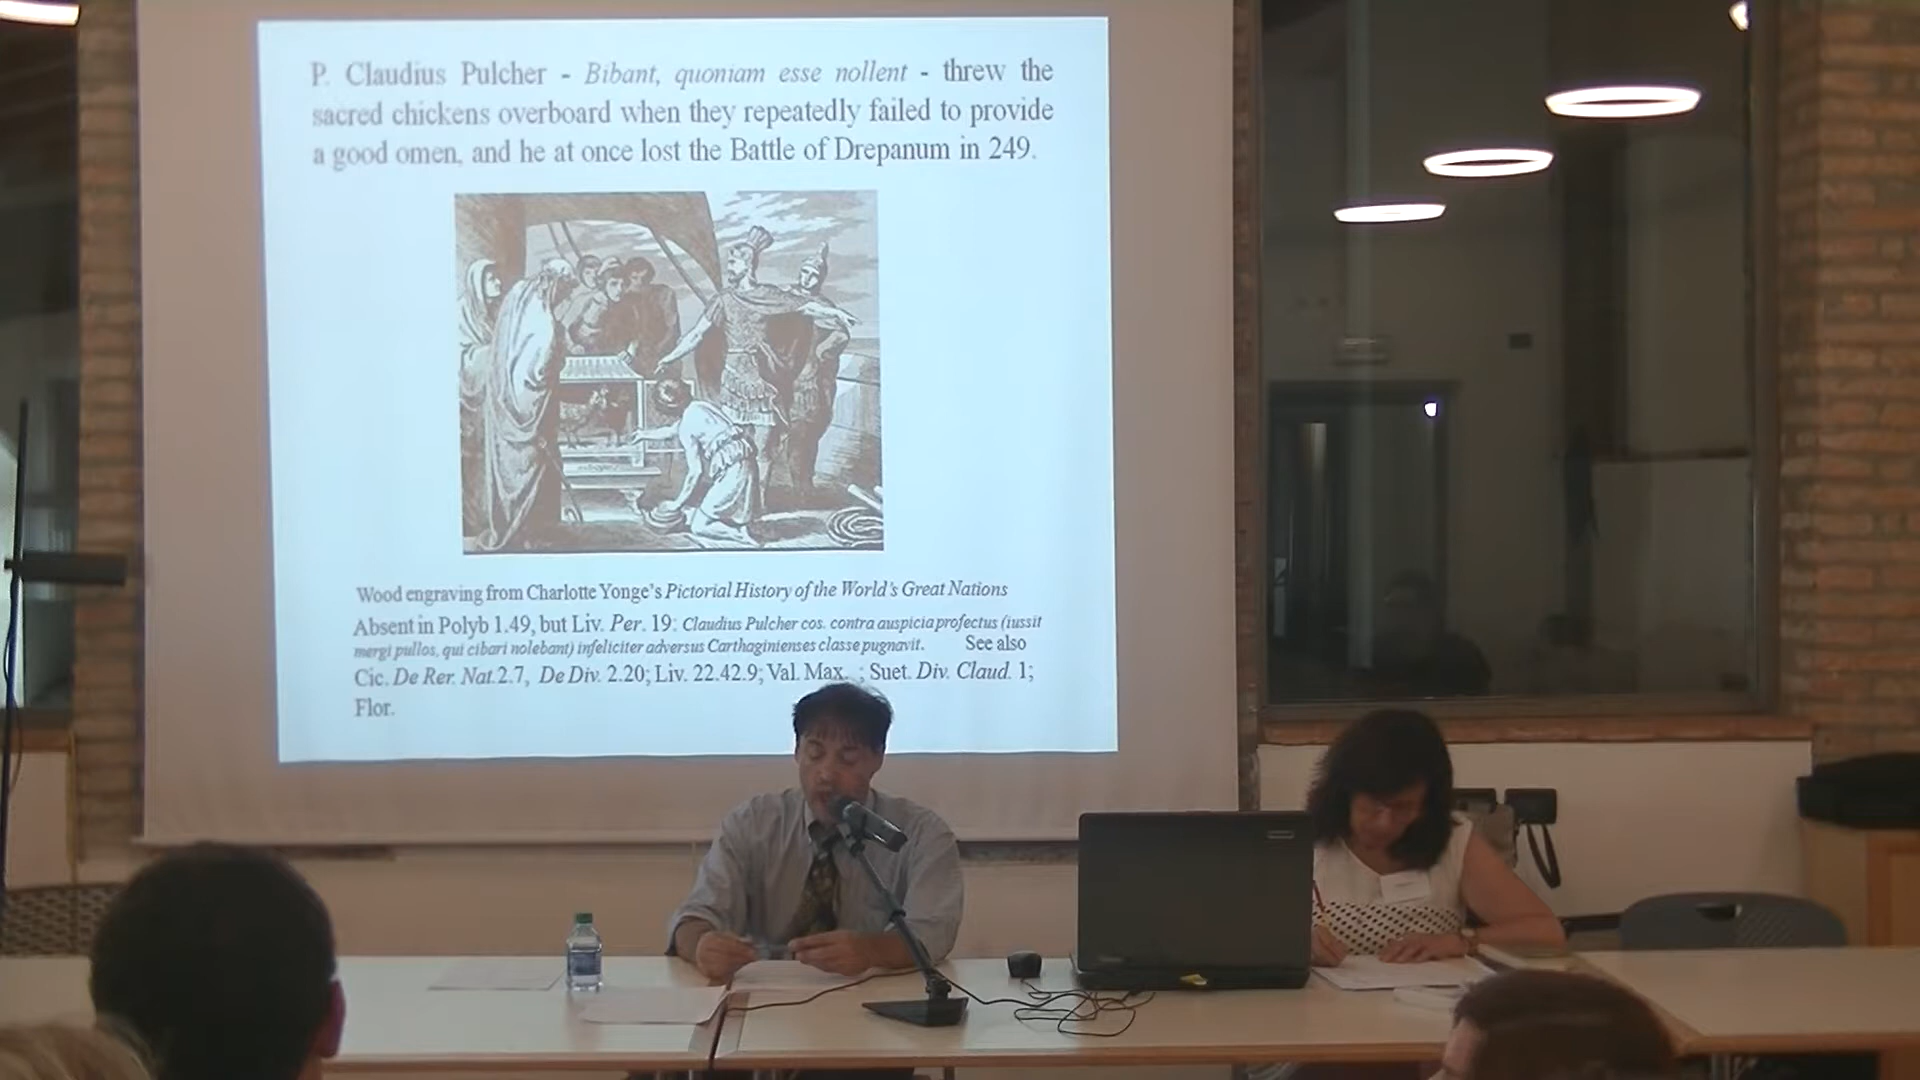 P. Claudius Pulcher - Bibant, quoniam esse nollent - threw the
sacred chickens overboard when they repeatedly failed to provide
a good omen, and he at once lost the Battle of Drepanum in 249.
Wood engraving from Charlotte Yonge's Pictorial History of the World's Great Nations
Absent in Polyb 1.49, but Liv. Per. 19: Claudius Pulcher cos. contra auspicia profectus (iussit
mergi pullos, qui cibari nolebant) infeliciter adversus Carthaginienses classe pugnavit. See also
Cic. De Rer. Nat. 2.7, De Div. 2.20; Liv. 22.42.9; Val. Max. ; Suet. Div. Claud. 1;
Flor.